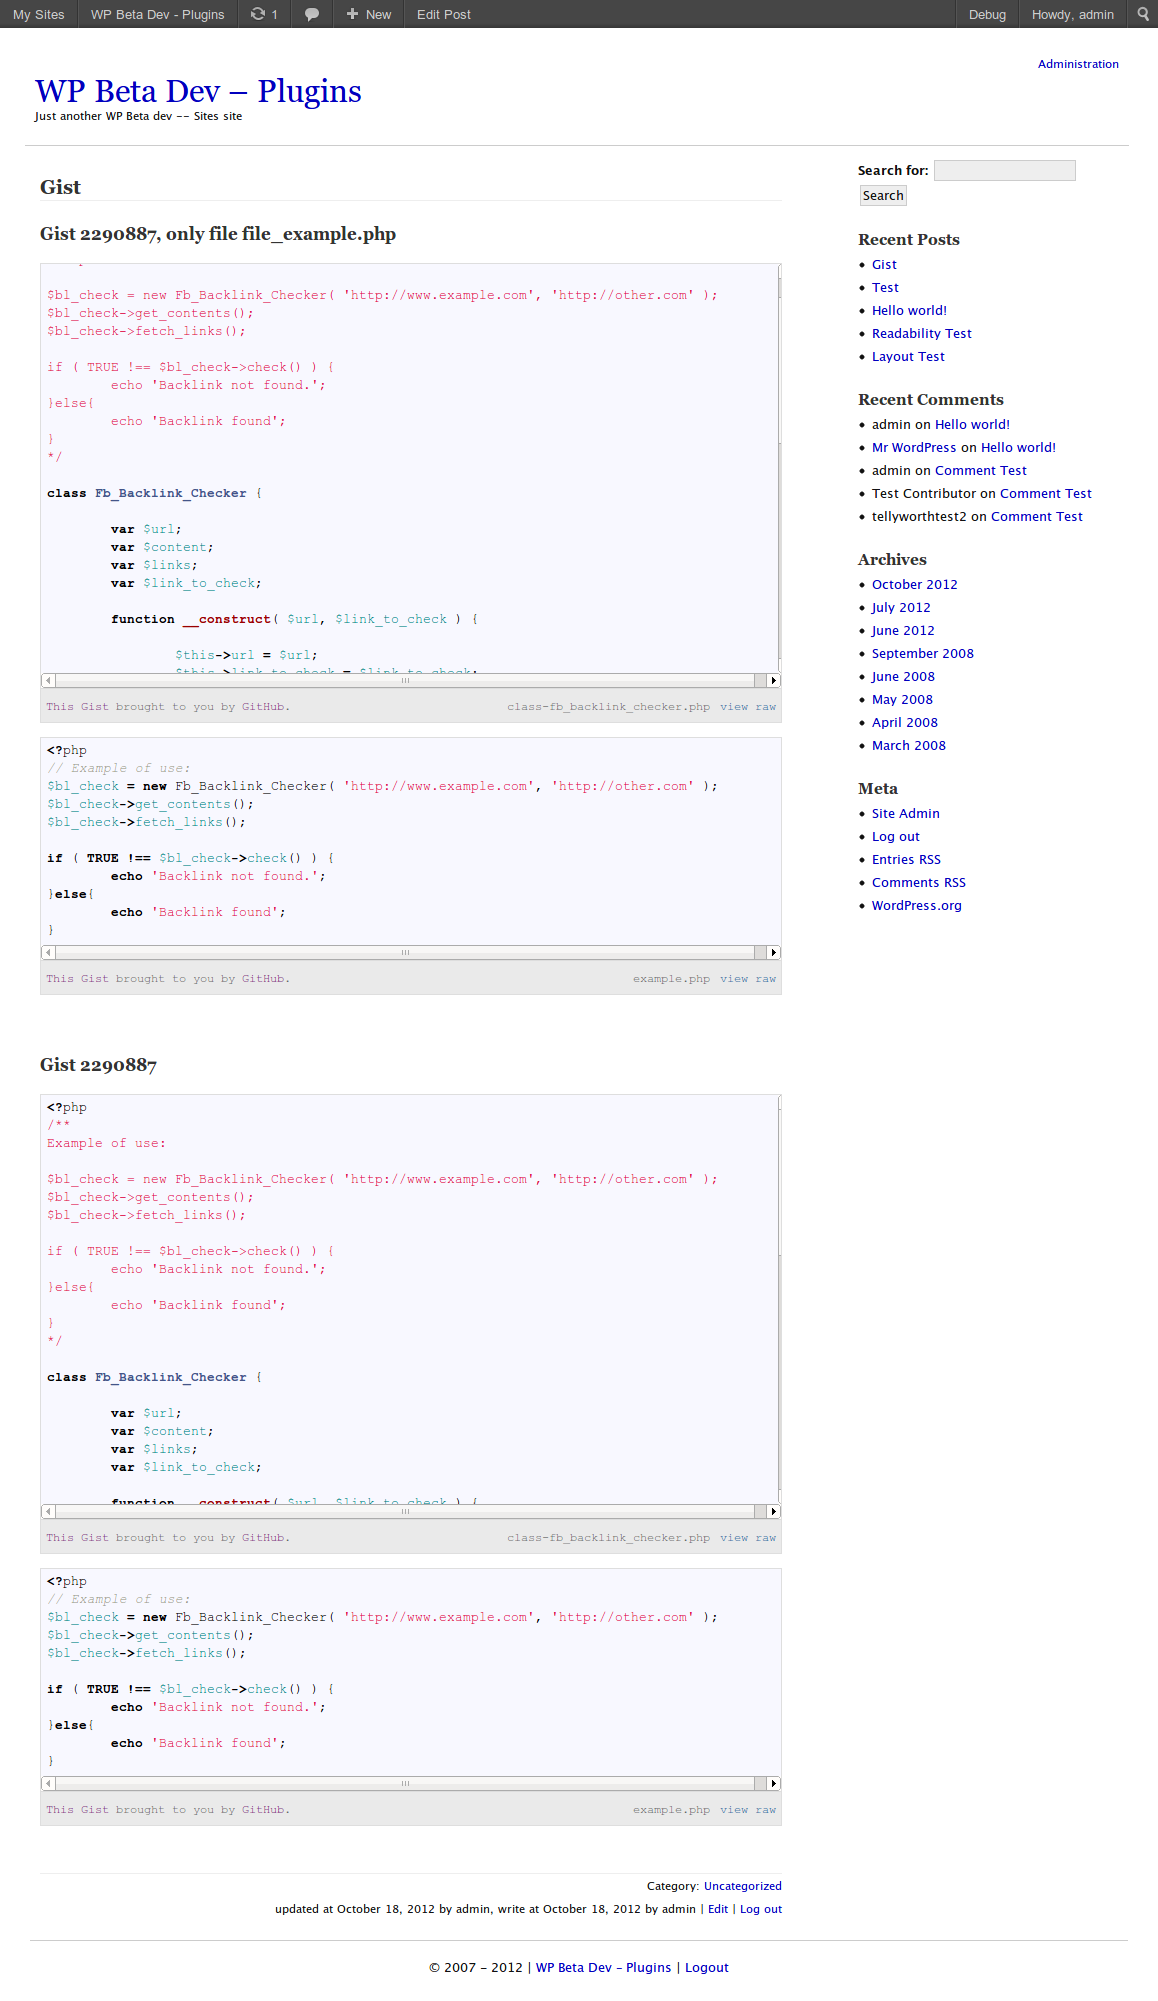 My Sites WP Beta Dev - Plugins 1 New Edit Post Debug Howdy, admin
Administration
WP Beta Dev – Plugins
Just another WP Beta dev -- Sites site
Gist
Gist 2290887, only file file_example.php
$bl_check = new Fb_Backlink_Checker( 'http://www.example.com', 'http://other.com' );
$bl_check->get_contents();
$bl_check->fetch_links();
if ( TRUE !== $bl_check->check() ) {
echo 'Backlink not found.';
}else{
echo 'Backlink found';
}
*/
class Fb_Backlink_Checker {
var $url;
var $content;
var $links;
var $link_to_check;
function __construct( $url, $link_to_check ) {
$this->url = $url;
$this->link_to_check = $link_to_check;
This Gist brought to you by GitHub. class-fb_backlink_checker.php view raw
<?php
// Example of use:
$bl_check = new Fb_Backlink_Checker( 'http://www.example.com', 'http://other.com' );
$bl_check->get_contents();
$bl_check->fetch_links();
if ( TRUE !== $bl_check->check() ) {
echo 'Backlink not found.';
}else{
echo 'Backlink found';
}
This Gist brought to you by GitHub. example.php view raw
Gist 2290887
<?php
/**
Example of use:
$bl_check = new Fb_Backlink_Checker( 'http://www.example.com', 'http://other.com' );
$bl_check->get_contents();
$bl_check->fetch_links();
if ( TRUE !== $bl_check->check() ) {
echo 'Backlink not found.';
}else{
echo 'Backlink found';
}
*/
class Fb_Backlink_Checker {
var $url;
var $content;
var $links;
var $link_to_check;
function __construct( $url, $link_to_check ) {
This Gist brought to you by GitHub. class-fb_backlink_checker.php view raw
<?php
// Example of use:
$bl_check = new Fb_Backlink_Checker( 'http://www.example.com', 'http://other.com' );
$bl_check->get_contents();
$bl_check->fetch_links();
if ( TRUE !== $bl_check->check() ) {
echo 'Backlink not found.';
}else{
echo 'Backlink found';
}
This Gist brought to you by GitHub. example.php view raw
Category: Uncategorized
updated at October 18, 2012 by admin, write at October 18, 2012 by admin | Edit | Log out
Search for:
Search
Recent Posts
Gist
Test
Hello world!
Readability Test
Layout Test
Recent Comments
admin on Hello world!
Mr WordPress on Hello world!
admin on Comment Test
Test Contributor on Comment Test
tellyworthtest2 on Comment Test
Archives
October 2012
July 2012
June 2012
September 2008
June 2008
May 2008
April 2008
March 2008
Meta
Site Admin
Log out
Entries RSS
Comments RSS
WordPress.org
© 2007 – 2012 | WP Beta Dev – Plugins | Logout